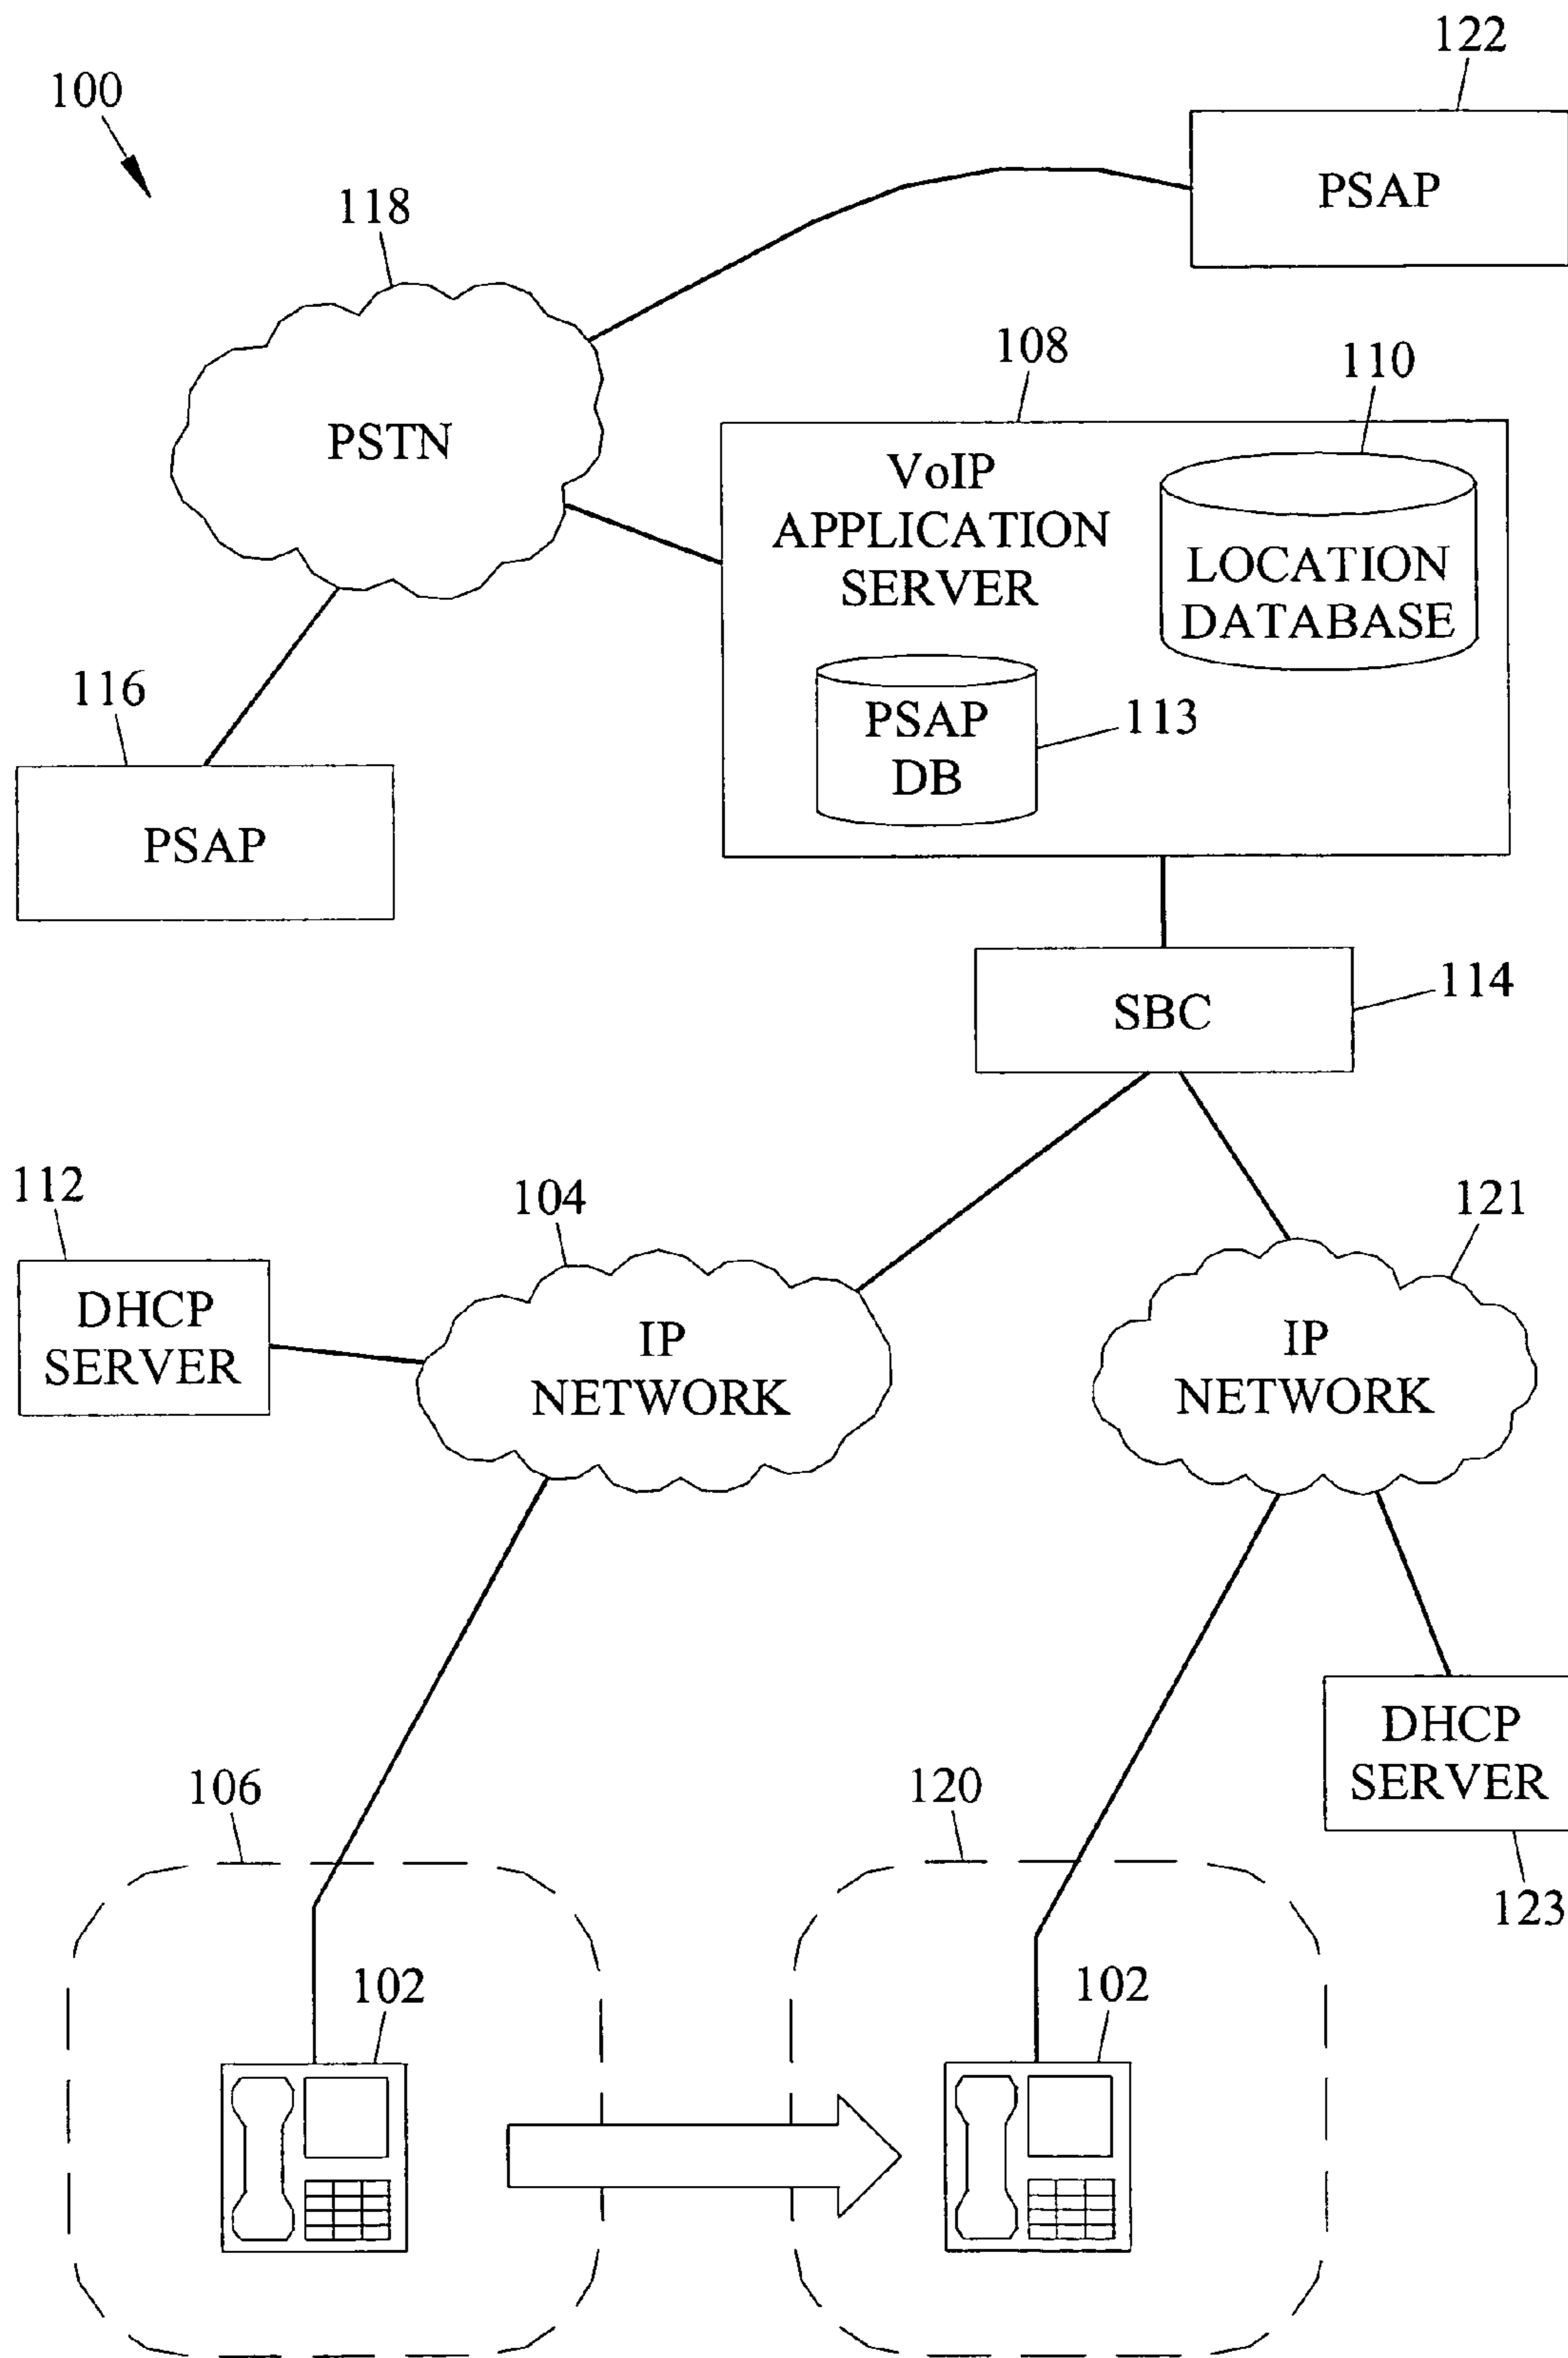 122
100
PSAP
118
108
110
PSTN
VoIP
APPLICATION
SERVER
LOCATION
DATABASE
116
PSAP
DB
113
PSAP
SBC
114
112
104
121
DHCP
SERVER
IP
NETWORK
IP
NETWORK
DHCP
SERVER
106
120
123
102
102